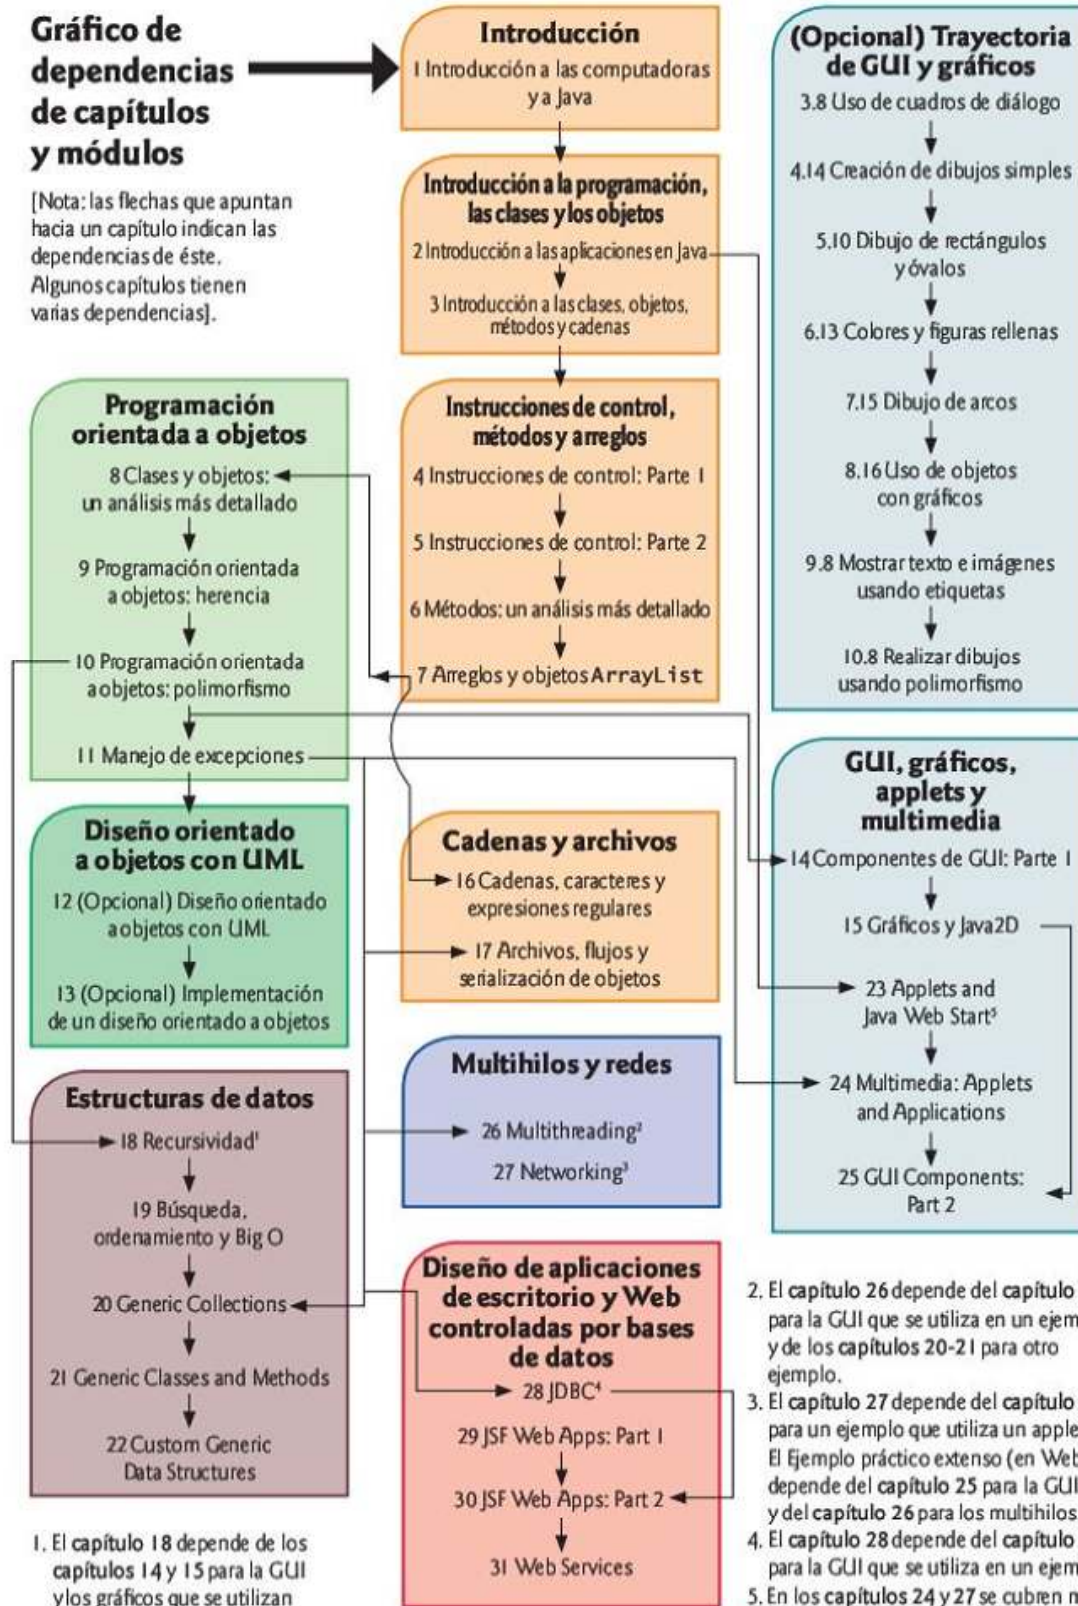 Gráfico de
dependencias
de capítulos
y módulos
[Nota: las flechas que apuntan
hacia un capítulo indican las
dependencias de éste.
Algunos capítulos tienen
varias dependencias].
Introducción
1 Introducción a las computadoras
y a Java
Introducción a la programación,
las clases y los objetos
2 Introducción a las aplicaciones en Java
3 Introducción a las clases, objetos,
métodos y cadenas
(Opcional) Trayectoria
de GUI y gráficos
3.8 Uso de cuadros de diálogo
4.14 Creación de dibujos simples
5.10 Dibujo de rectángulos
y óvalos
6.13 Colores y figuras rellenas
7.15 Dibujo de arcos
8.16 Uso de objetos
con gráficos
9.8 Mostrar texto e imágenes
usando etiquetas
10.8 Realizar dibujos
usando polimorfismo
Programación
orientada a objetos
8 Clases y objetos:
un análisis más detallado
9 Programación orientada
a objetos: herencia
10 Programación orientada
a objetos: polimorfismo
11 Manejo de excepciones
Instrucciones de control,
métodos y arreglos
4 Instrucciones de control: Parte 1
5 Instrucciones de control: Parte 2
6 Métodos: un análisis más detallado
7 Arreglos y objetos ArrayList
Diseño orientado
a objetos con UML
12 (Opcional) Diseño orientado
a objetos con UML
13 (Opcional) Implementación
de un diseño orientado a objetos
Cadenas y archivos
16 Cadenas, caracteres y
expresiones regulares
17 Archivos, flujos y
serialización de objetos
GUI, gráficos,
applets y
multimedia
14 Componentes de GUI: Parte 1
15 Gráficos y Java2D
23 Applets and
Java Web Start⁵
24 Multimedia: Applets
and Applications
25 GUI Components:
Part 2
Estructuras de datos
18 Recursividad¹
19 Búsqueda,
ordenamiento y Big O
20 Generic Collections
21 Generic Classes and Methods
22 Custom Generic
Data Structures
Multihilos y redes
26 Multithreading²
27 Networking³
Diseño de aplicaciones
de escritorio y Web
controladas por bases
de datos
28 JDBC⁴
29 JSF Web Apps: Part 1
30 JSF Web Apps: Part 2
31 Web Services
1. El capítulo 18 depende de los
capítulos 14 y 15 para la GUI
y los gráficos que se utilizan
2. El capítulo 26 depende del capítulo
para la GUI que se utiliza en un
y de los capítulos 20-21 para otro
ejemplo.
3. El capítulo 27 depende del capítulo
para un ejemplo que utiliza un
El Ejemplo práctico extenso (en
depende del capítulo 25 para la GUI
y del capítulo 26 para los multihilos
4. El capítulo 28 depende del capítulo
para la GUI que se utiliza en un
5. En los capítulos 24 y 27 se cubren